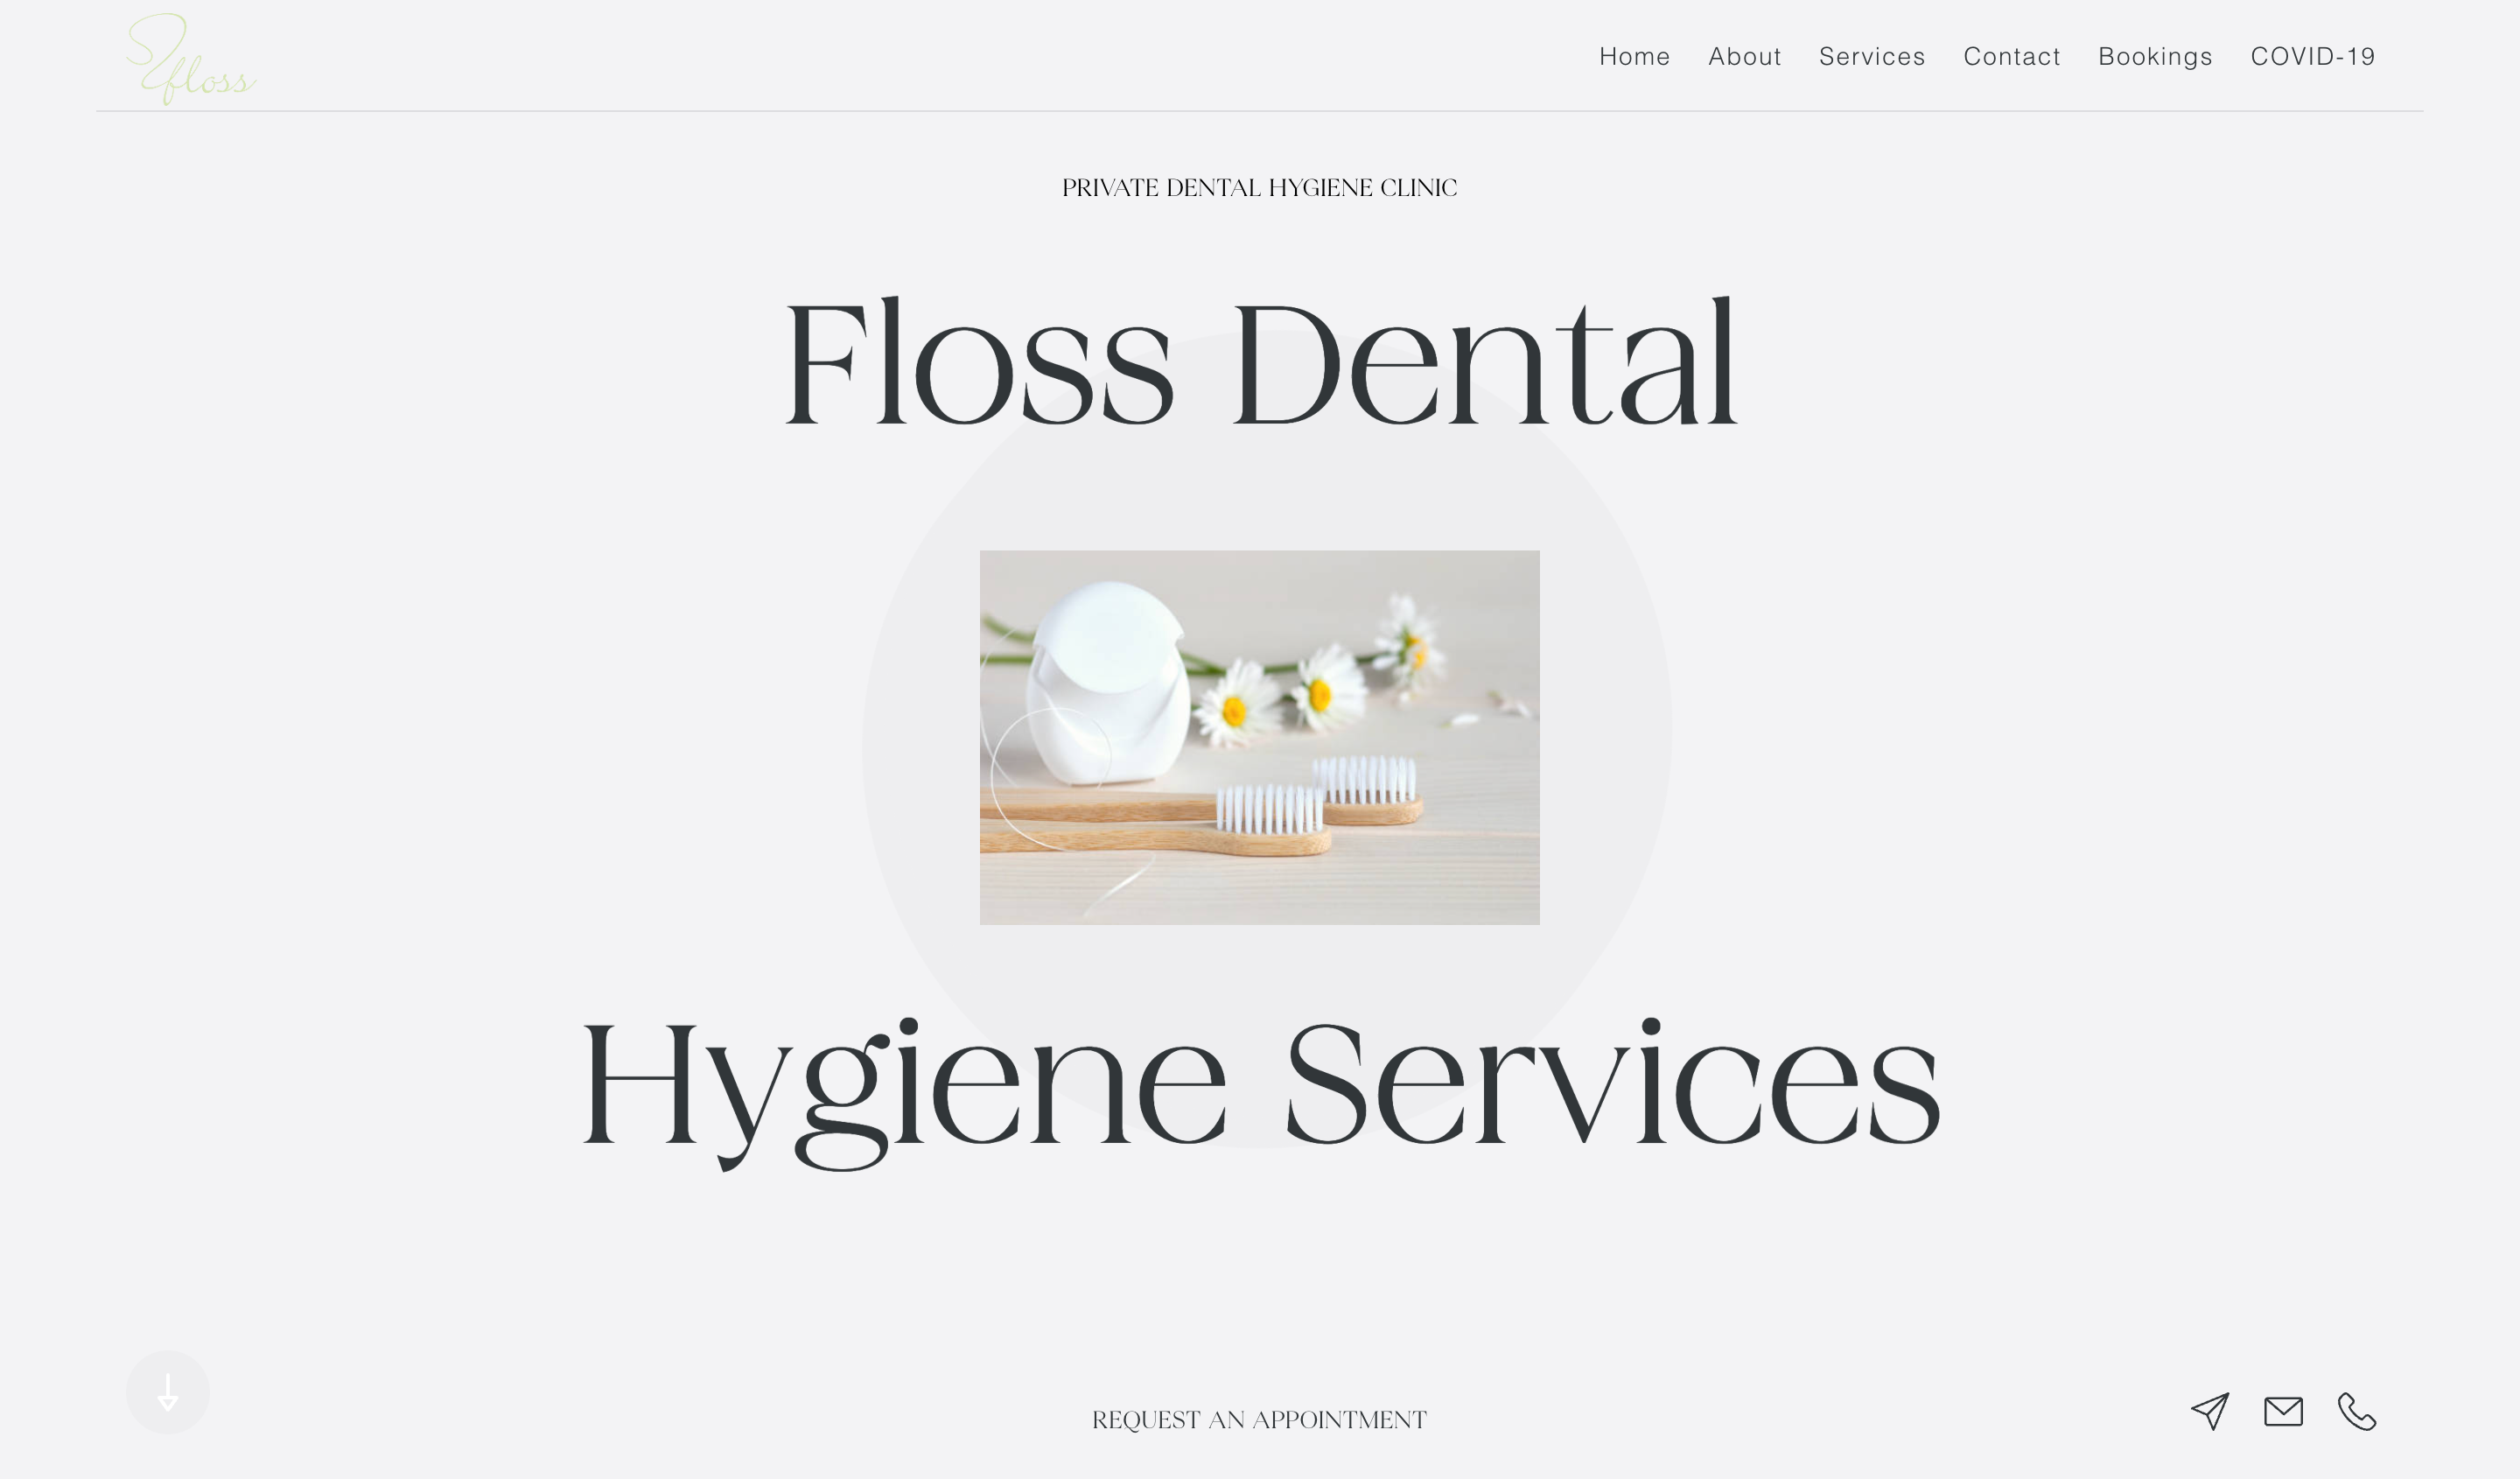 floss
Home About Services Contact Bookings COVID-19
PRIVATE DENTAL HYGIENE CLINIC
Floss Dental
Hygiene Services
REQUEST AN APPOINTMENT